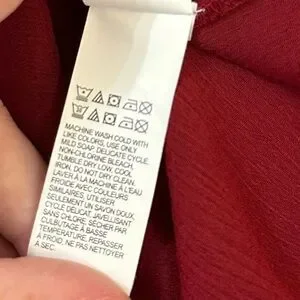 MACHINE WASH COLD WITH
LIKE COLORS, USE ONLY
MILD SOAP. DELICATE CYCLE.
NON-CHLORINE BLEACH,
TUMBLE DRY LOW. COOL
IRON. DO NOT DRY CLEAN.
LAVER À LA MACHINE À L'EAU
FROIDE AVEC COULEURS
SIMILAIRES, UTILISER
SEULEMENT UN SAVON DOUX,
CYCLE DÉLICAT. JAVELLISANT
SANS CHLORE, SÉCHER PAR
CULBUTAGE À BASSE
TEMP. REPASSAGE À
FROID, NE PAS NETTOYER
À SEC.